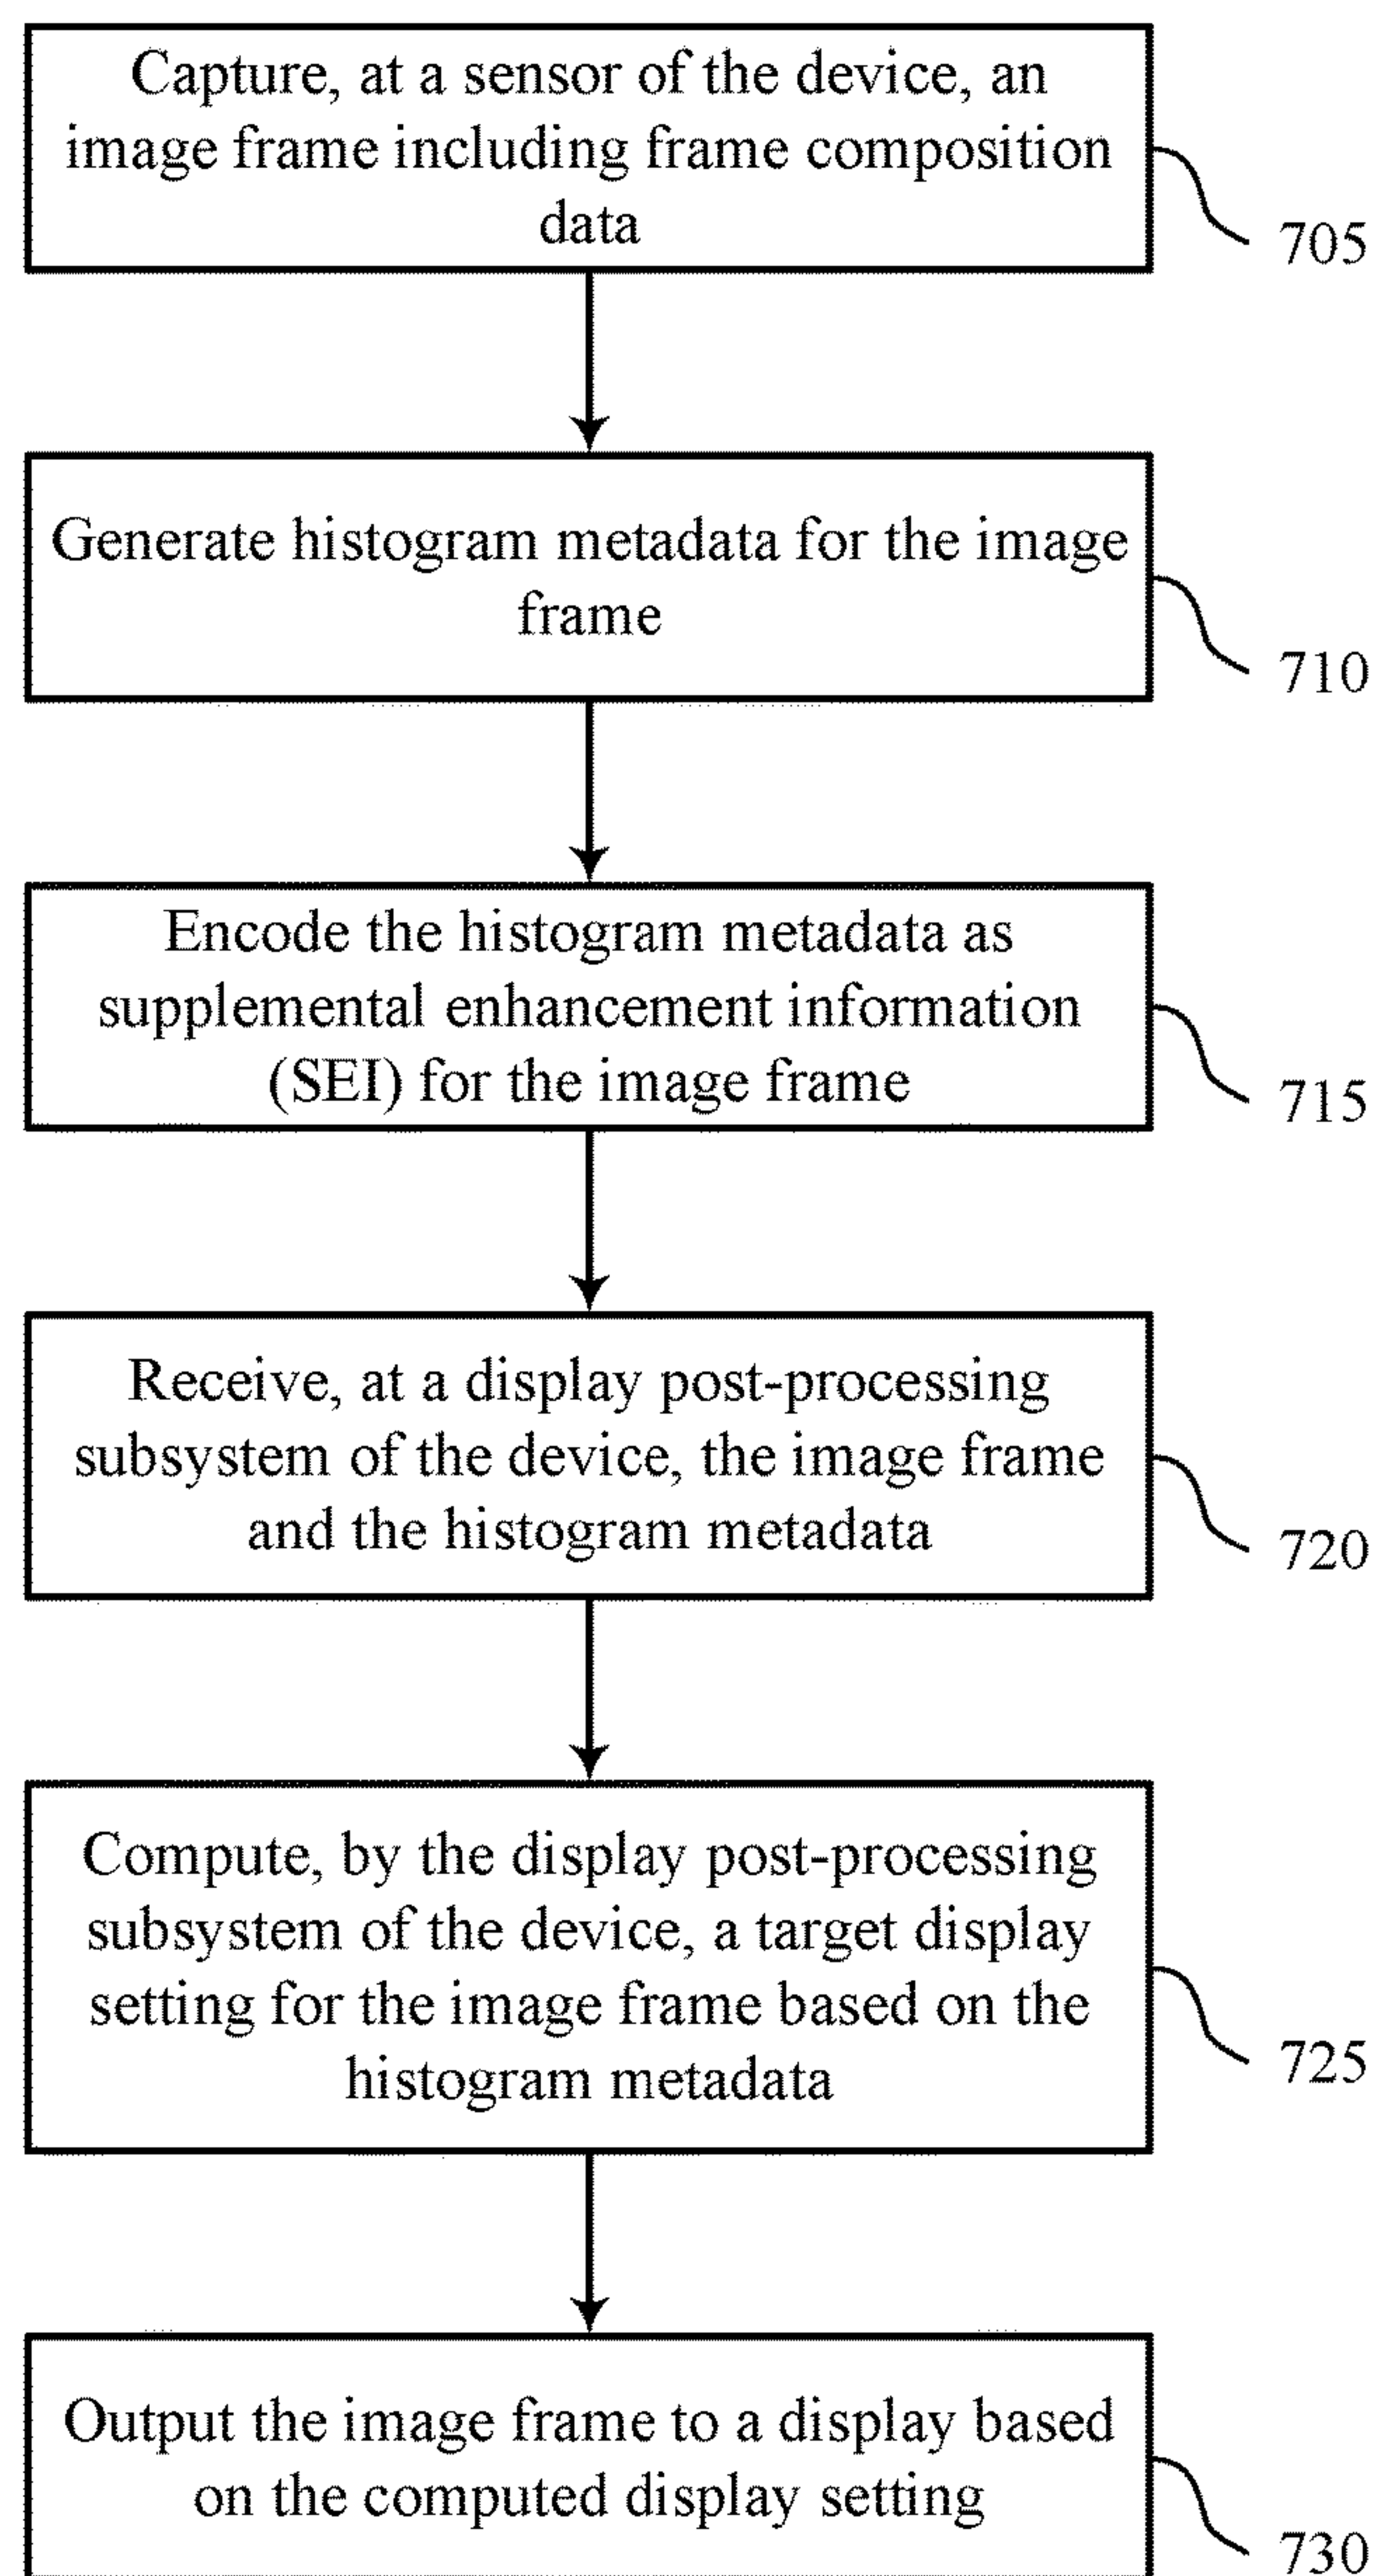 Capture, at a sensor of the device, an
image frame including frame composition
data
705
Generate histogram metadata for the image
frame
710
Encode the histogram metadata as
supplemental enhancement information
(SEI) for the image frame
715
Receive, at a display post-processing
subsystem of the device, the image frame
and the histogram metadata
720
Compute, by the display post-processing
subsystem of the device, a target display
setting for the image frame based on the
histogram metadata
725
Output the image frame to a display based
on the computed display setting
730